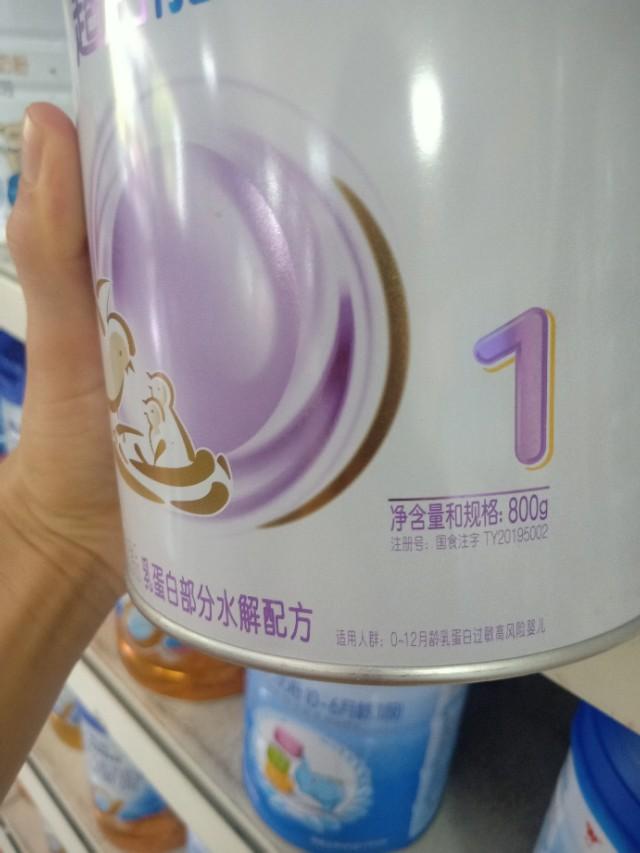 1
净含量和规格: 800g
注册号: 国食注字 TY20195002
乳蛋白部分水解配方
适用人群: 0-12月龄乳蛋白过敏高风险婴儿